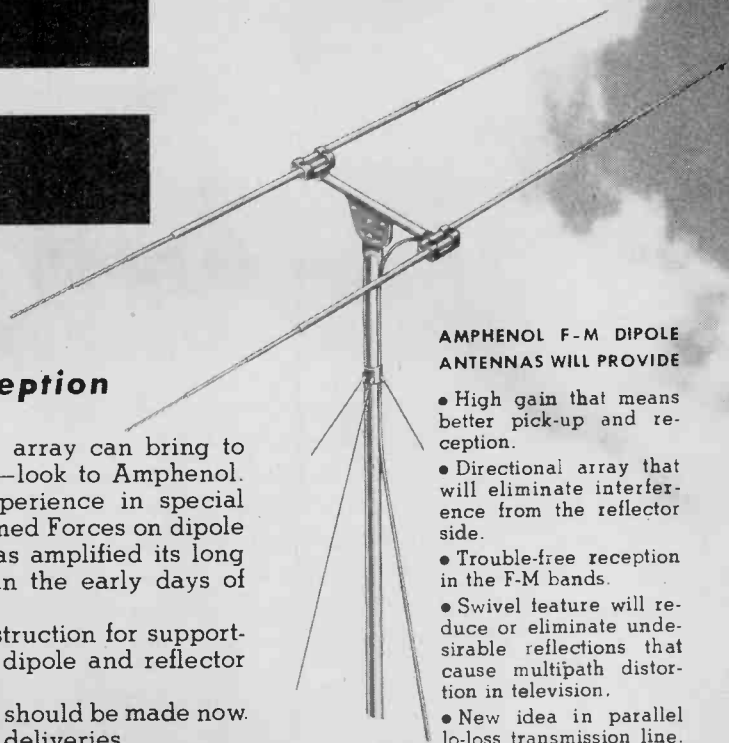 eption
array can bring to
—look to Amphenol.
perience in special
ned Forces on dipole
as amplified its long
in the early days of
struction for support-
dipole and reflector
should be made now.
deliveries
AMPHENOL F-M DIPOLE
ANTENNAS WILL PROVIDE
• High gain that means
better pick-up and re-
ception.
• Directional array that
will eliminate interfer-
ence from the reflector
side.
• Trouble-free reception
in the F-M bands.
• Swivel feature will re-
duce or eliminate unde-
sirable reflections that
cause multipath distor-
tion in television.
• New idea in parallel
lo-loss transmission line.